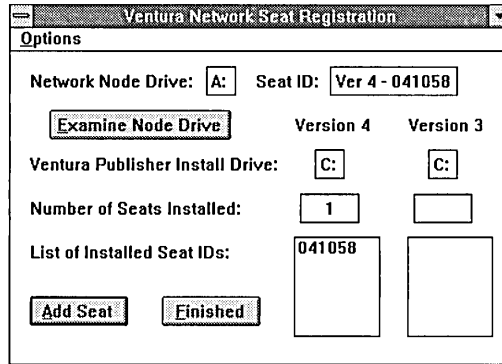 Ventura Network Seat Registration
Options
Network Node Drive: A: Seat ID: Ver 4 - 041058
Examine Node Drive Version 4 Version 3
Ventura Publisher Install Drive: C: C:
Number of Seats Installed: 1
List of Installed Seat IDs: 041058
Add Seat Finished